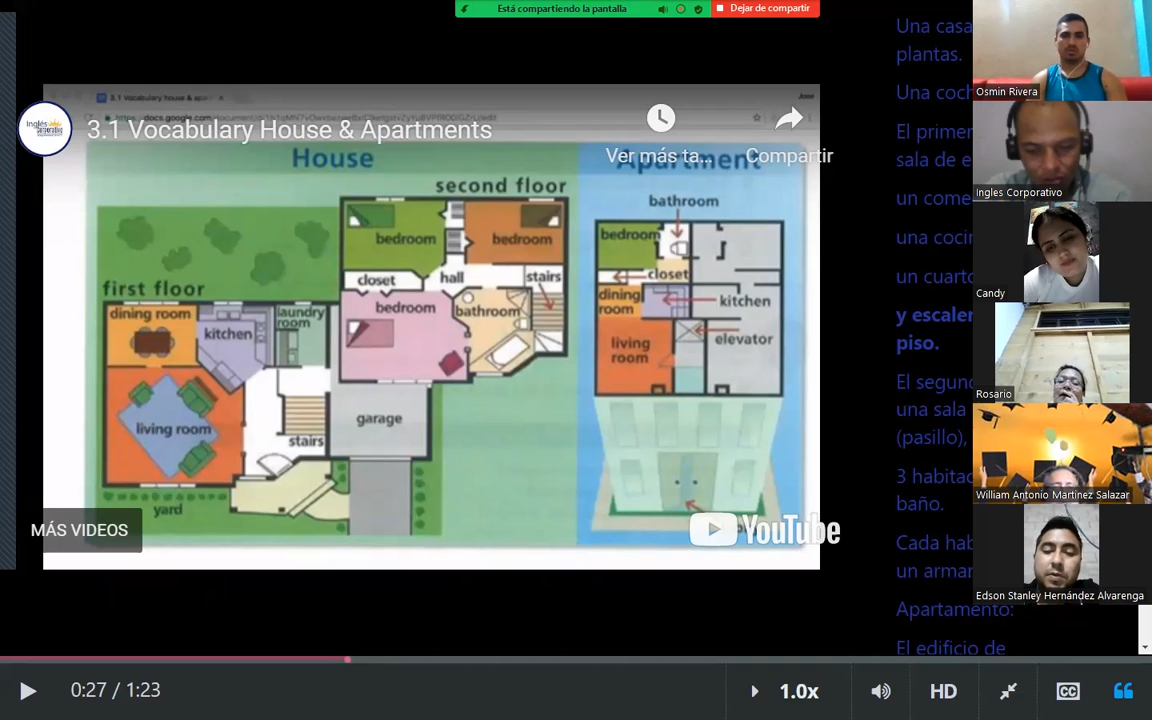 Está compartiendo la pantalla
Dejar de compartir
3.1 Vocabulary House & Apartments
Ver más ta...
Compartir
House
Apartment
second floor
bedroom
bedroom
closet
hall
stairs
bedroom
bathroom
first floor
dining room
kitchen
laundry
room
living room
stairs
garage
yard
bathroom
bedroom
closet
dining
room
kitchen
living
room
elevator
MÁS VIDEOS
YouTube
Una casa
plantas.
Una coch
El primer
sala de e
un come
una cocin
un cuarto
y escaler
piso.
El segund
una sala
(pasillo),
3 habitac
baño.
Cada hab
un armar
Apartamento:
El edificio de
Osmin Rivera
Ingles Corporativo
Candy
Rosario
William Antonio Martinez Salazar
Edson Stanley Hernández Alvarenga
0:27 / 1:23
1.0x
HD
CC